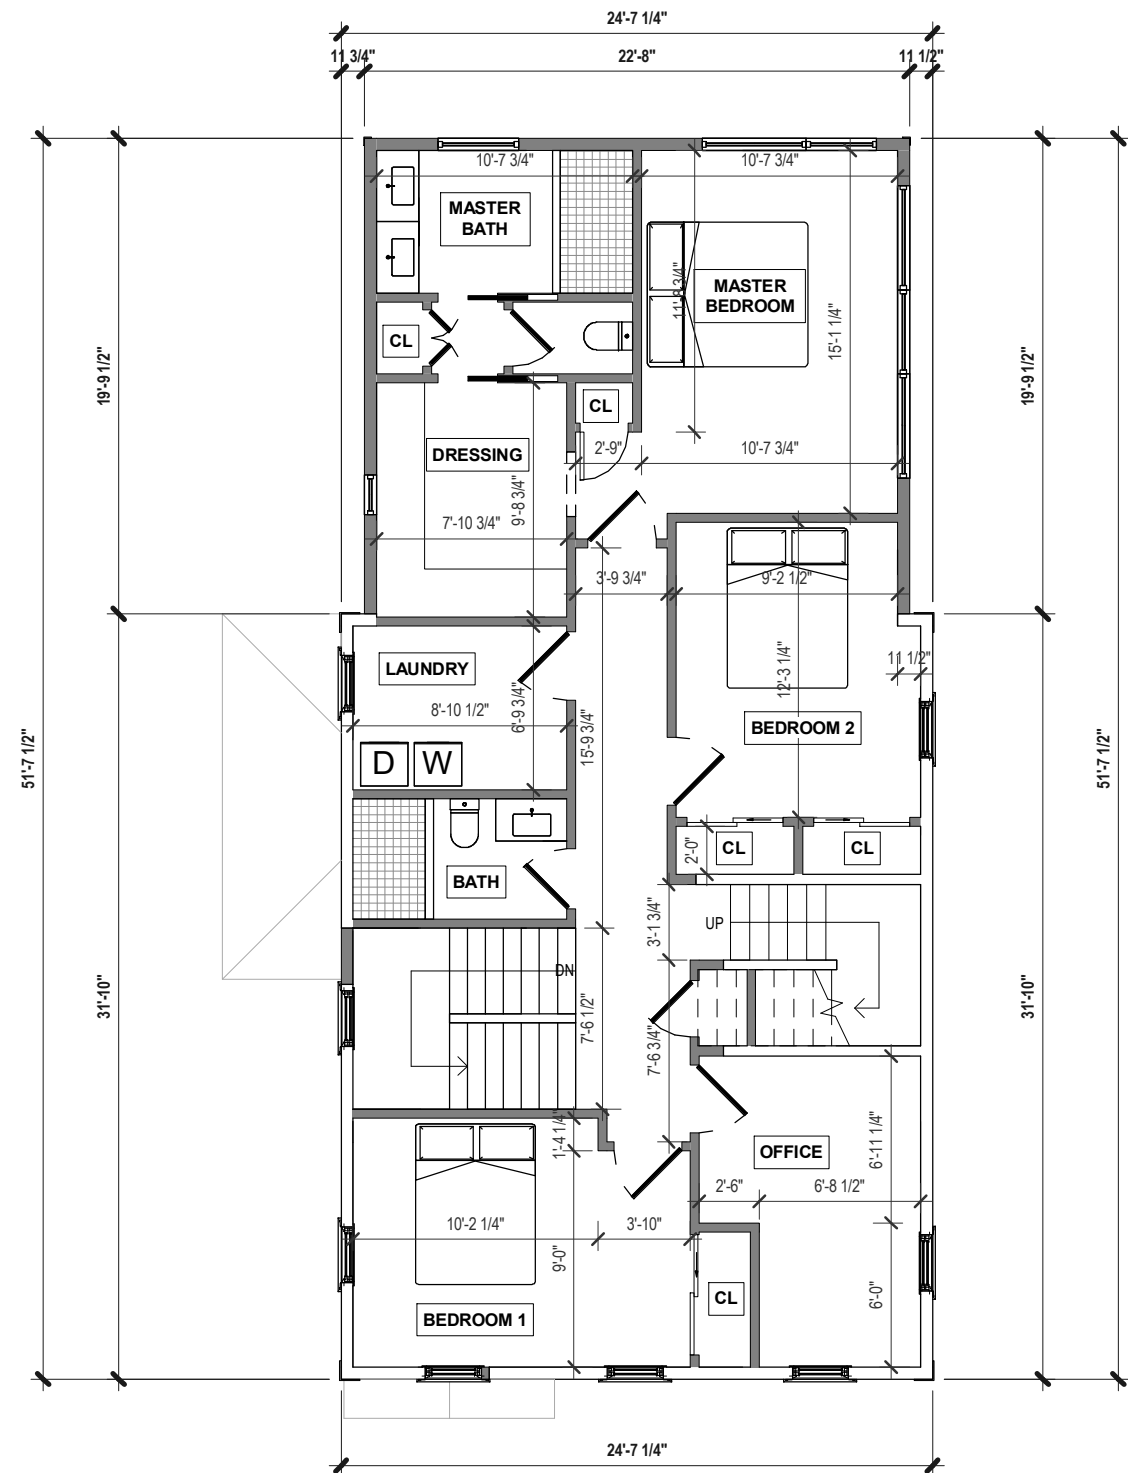 24'-7 1/4"
11 3/4"
22'-8"
11 1/2"
10'-7 3/4"
10'-7 3/4"
MASTER
BATH
MASTER
BEDROOM
15'-1 1/4"
CL
19'-9 1/2"
19'-9 1/2"
CL
DRESSING
2'-9"
10'-7 3/4"
9'-8 3/4"
7'-10 3/4"
3'-9 3/4"
9'-2 1/2"
LAUNDRY
12'-3 1/4"
11 1/2"
6'-9 3/4"
8'-10 1/2"
BEDROOM 2
15'-9 3/4"
51'-7 1/2"
51'-7 1/2"
D
W
2'-0"
CL
CL
BATH
UP
3'-1 3/4"
DN
31'-10"
31'-10"
7'-6 1/2"
7'-6 3/4"
1'-4 1/4"
OFFICE
6'-11 1/4"
2'-6"
6'-8 1/2"
10'-2 1/4"
3'-10"
9'-0"
CL
6'-0"
BEDROOM 1
24'-7 1/4"